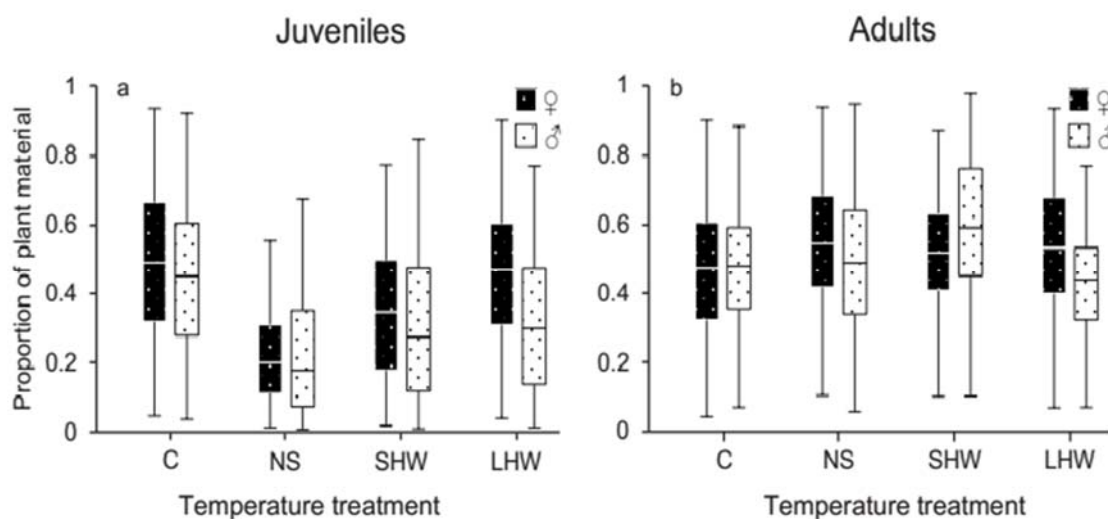 Juveniles
Adults
Proportion of plant material
a
♀
♂
1
0.8
0.6
0.4
0.2
0
C NS SHW LHW
Temperature treatment
b
♀
♂
1
0.8
0.6
0.4
0.2
0
C NS SHW LHW
Temperature treatment